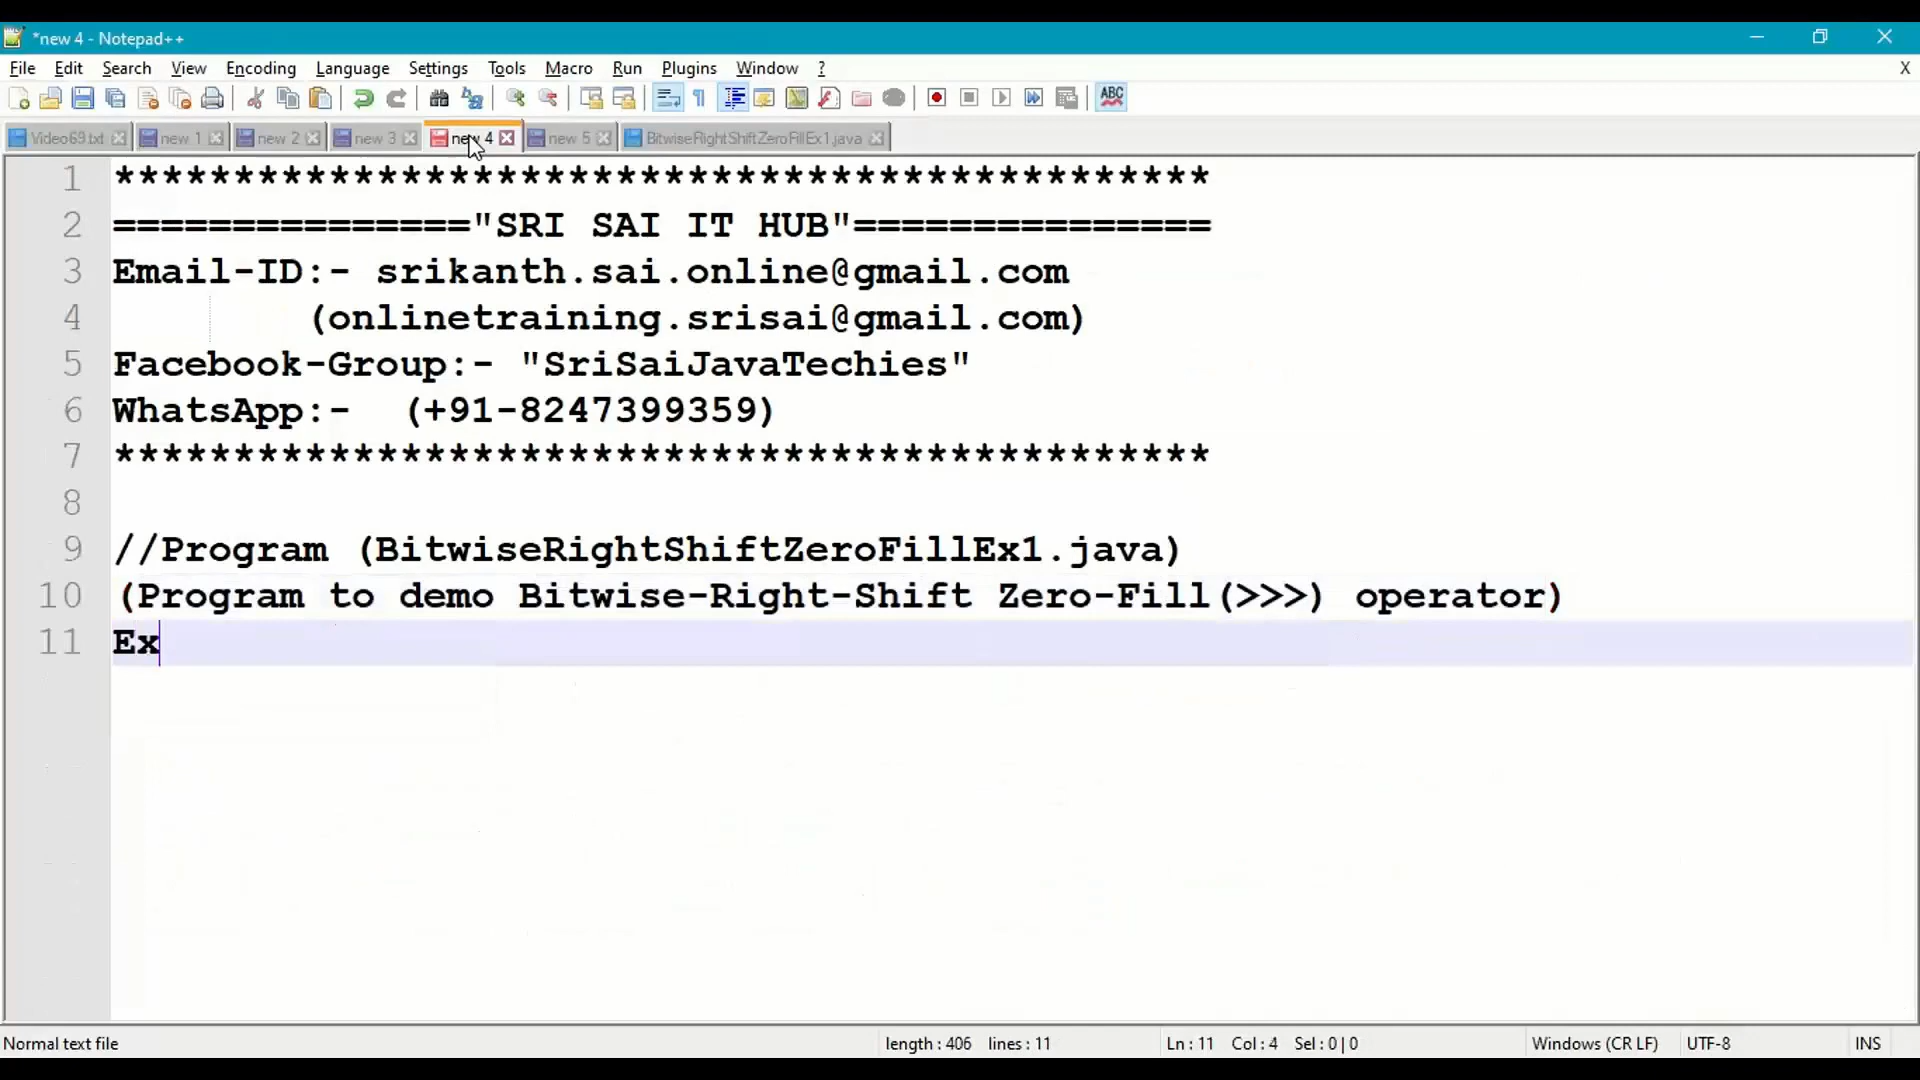 *new 4 - Notepad++
File Edit Search View Encoding Language Settings Tools Macro Run Plugins Window ? X
ABC
Video69.txt new 1 new 2 new 3 new 4 new 5 BitwiseRightShiftZeroFillEx1.java
1 **********************************************
2 ==============="SRI SAI IT HUB"===============
3 Email-ID:- srikanth.sai.online@gmail.com
4 (onlinetraining.srisai@gmail.com)
5 Facebook-Group:- "SriSaiJavaTechies"
6 WhatsApp:- (+91-8247399359)
7 **********************************************
8
9 //Program (BitwiseRightShiftZeroFillEx1.java)
10 (Program to demo Bitwise-Right-Shift Zero-Fill(>>>) operator)
11 Ex
Normal text file length : 406 lines : 11 Ln : 11 Col : 4 Sel : 0 | 0 Windows (CR LF) UTF-8 INS